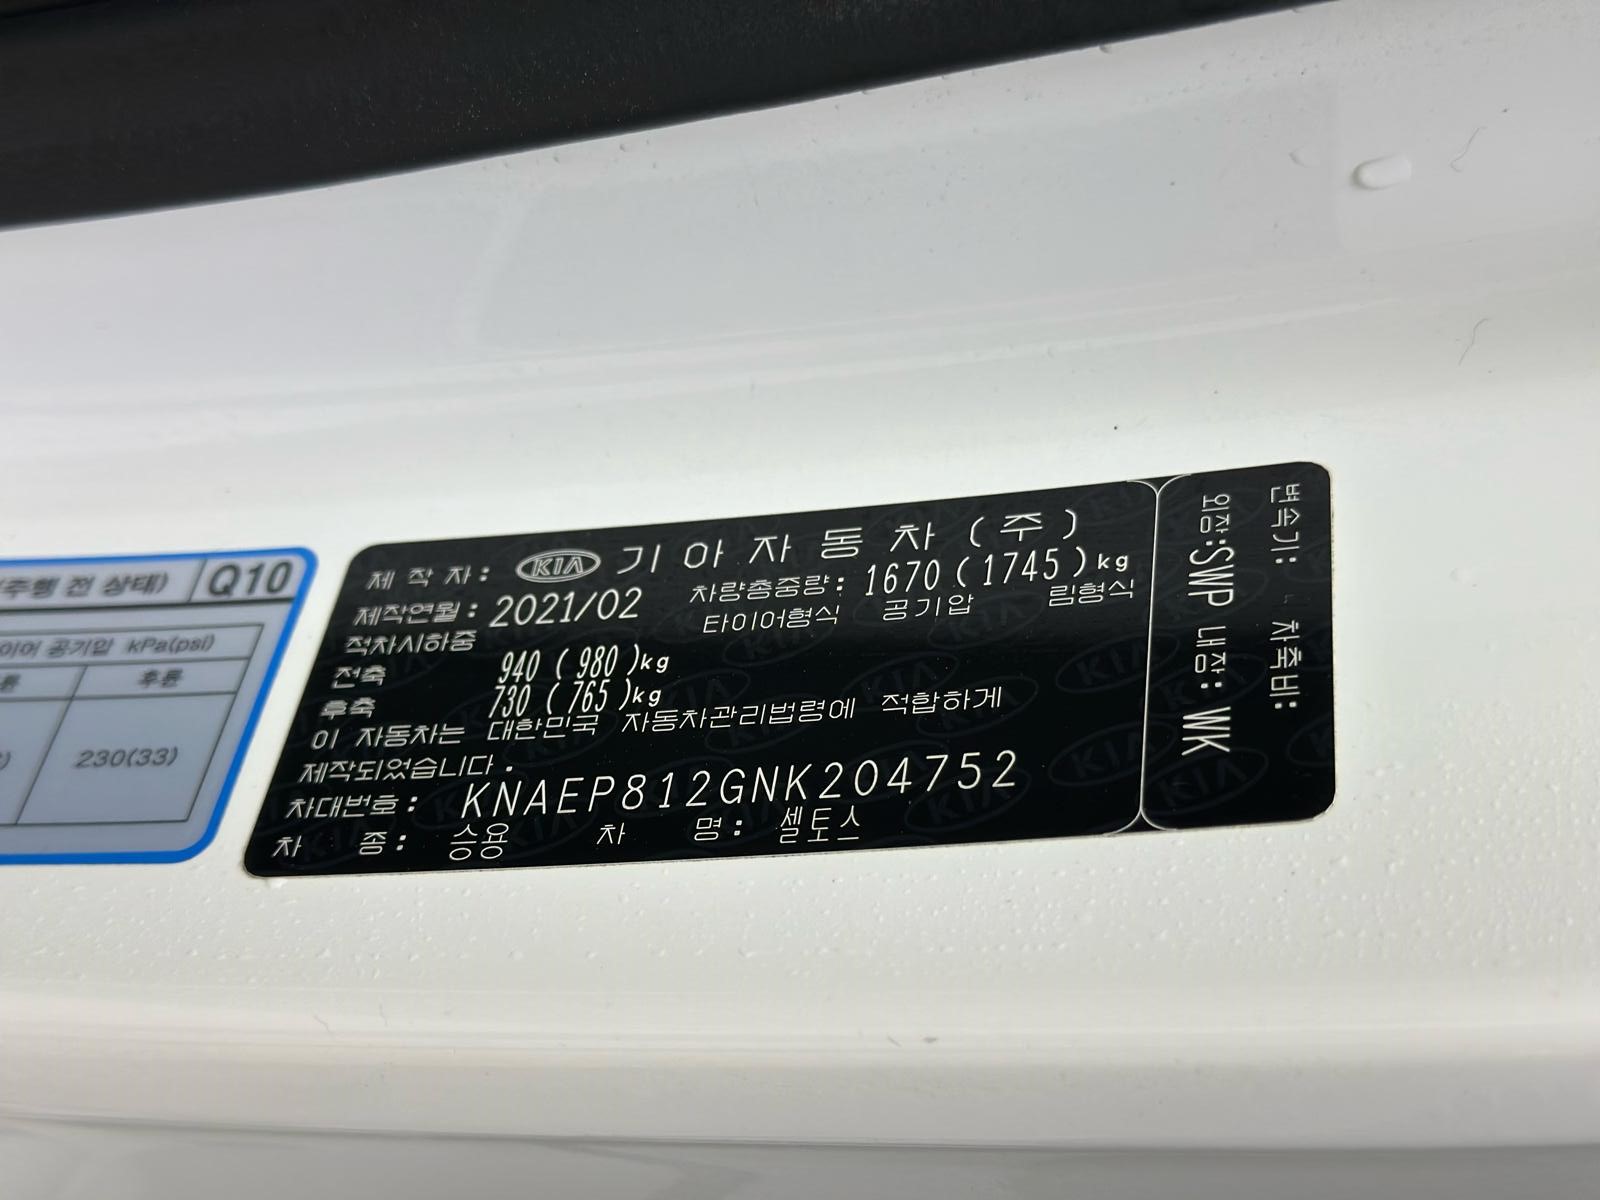 (주행 전 상태) Q10
이어 공기압 kPa(psi)
륜 후륜
) 230(33)
제 작 자 : KIA 기 아 자 동 차 ( 주 )
제작연월 : 2021/02 차량총중량 : 1670 ( 1745 ) kg
적차시하중 타이어형식 공기압 림형식
전축 940 ( 980 )kg
후축 730 ( 765 )kg
이 자동차는 대한민국 자동차관리법령에 적합하게
제작되었습니다 .
차대번호 : KNAEP812GNK204752
차 종 : 승용 차 명 : 셀토스
변속기: 차축비:
외장:SWP 내장: WK